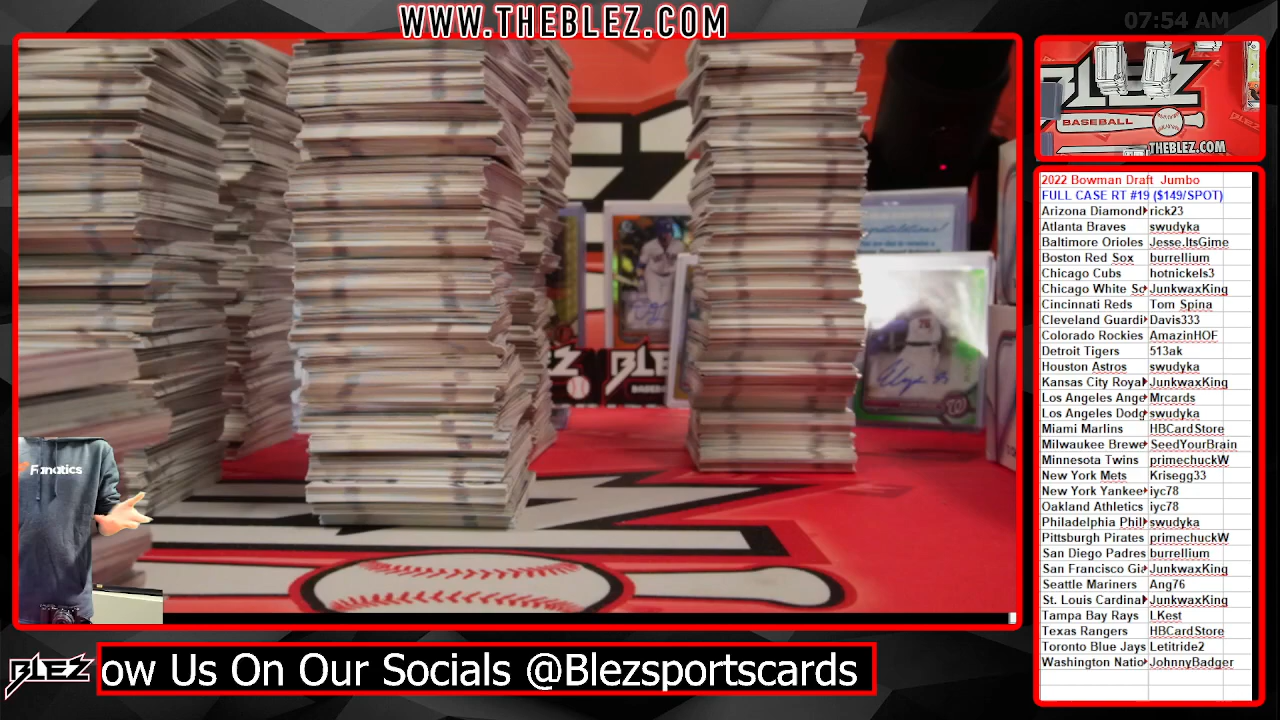 WWW.THEBLEZ.COM
07:54 AM
BLEZ
BASEBALL
THEBLEZ.COM
2022 Bowman Draft Jumbo
FULL CASE RT #19 ($149/SPOT)
Arizona Diamond rick23
Atlanta Braves swudyka
Baltimore Orioles Jesse.ItsGime
Boston Red Sox burrellium
Chicago Cubs hotnickels3
Chicago White So JunkwaxKing
Cincinnati Reds Tom Spina
Cleveland Guardi Davis333
Colorado Rockies AmazinHOF
Detroit Tigers 513ak
Houston Astros swudyka
Kansas City Royal JunkwaxKing
Los Angeles Ange Mrcards
Los Angeles Dodg swudyka
Miami Marlins HBCardStore
Milwaukee Brewe SeedYourBrain
Minnesota Twins primechuckW
New York Mets Krisegg33
New York Yankee iyc78
Oakland Athletics iyc78
Philadelphia Phil swudyka
Pittsburgh Pirates primechuckW
San Diego Padres burrellium
San Francisco Gia JunkwaxKing
Seattle Mariners Ang76
St. Louis Cardina JunkwaxKing
Tampa Bay Rays LKest
Texas Rangers HBCardStore
Toronto Blue Jays Letitride2
Washington Natio JohnnyBadger
Fanatics
BLEZ
ow Us On Our Socials @Blezsportscards